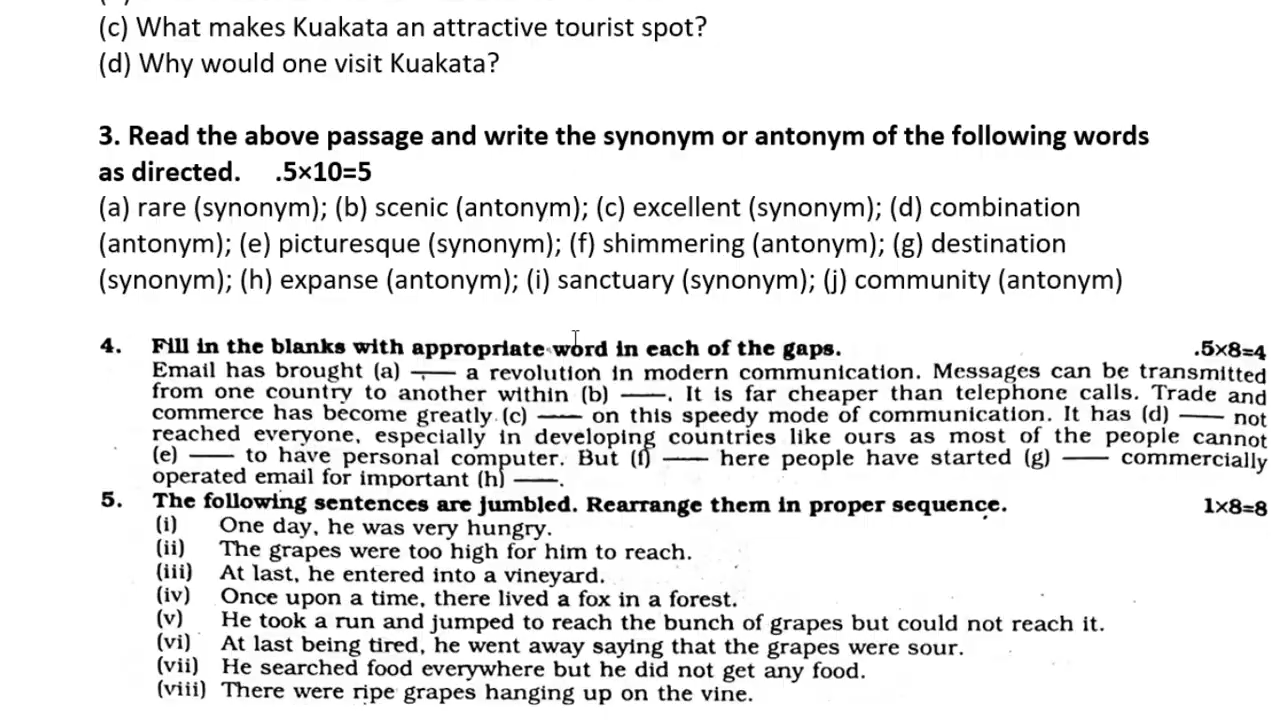 (c) What makes Kuakata an attractive tourist spot?
(d) Why would one visit Kuakata?
3. Read the above passage and write the synonym or antonym of the following words
as directed. .5×10=5
(a) rare (synonym); (b) scenic (antonym); (c) excellent (synonym); (d) combination
(antonym); (e) picturesque (synonym); (f) shimmering (antonym); (g) destination
(synonym); (h) expanse (antonym); (i) sanctuary (synonym); (j) community (antonym)
4. Fill in the blanks with appropriate word in each of the gaps. .5×8=4
Email has brought (a) —— a revolution in modern communication. Messages can be transmitted
from one country to another within (b) ——. It is far cheaper than telephone calls. Trade and
commerce has become greatly (c) —— on this speedy mode of communication. It has (d) —— not
reached everyone, especially in developing countries like ours as most of the people cannot
(e) —— to have personal computer. But (f) —— here people have started (g) —— commercially
operated email for important (h) ——.
5. The following sentences are jumbled. Rearrange them in proper sequence. 1×8=8
(i) One day, he was very hungry.
(ii) The grapes were too high for him to reach.
(iii) At last, he entered into a vineyard.
(iv) Once upon a time, there lived a fox in a forest.
(v) He took a run and jumped to reach the bunch of grapes but could not reach it.
(vi) At last being tired, he went away saying that the grapes were sour.
(vii) He searched food everywhere but he did not get any food.
(viii) There were ripe grapes hanging up on the vine.